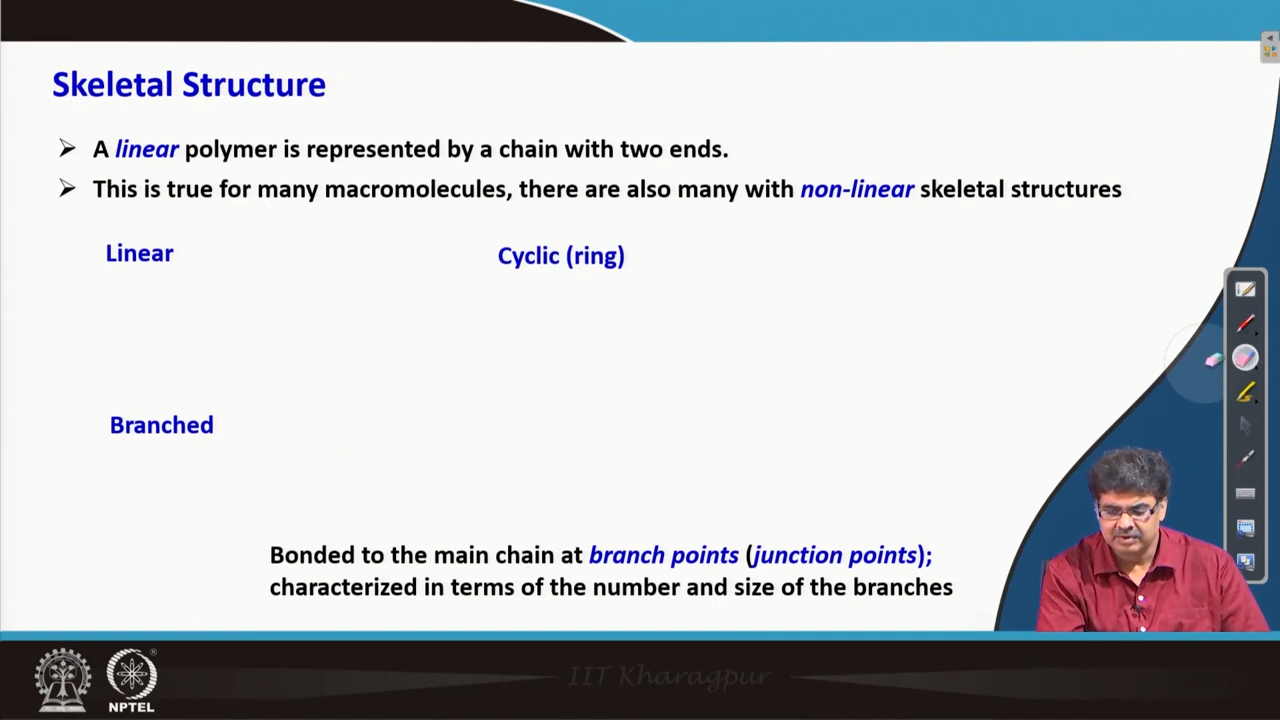 Skeletal Structure
A linear polymer is represented by a chain with two ends.
This is true for many macromolecules, there are also many with non-linear skeletal structures
Linear
Cyclic (ring)
Branched
Bonded to the main chain at branch points (junction points);
characterized in terms of the number and size of the branches
IIT Kharagpur
NPTEL